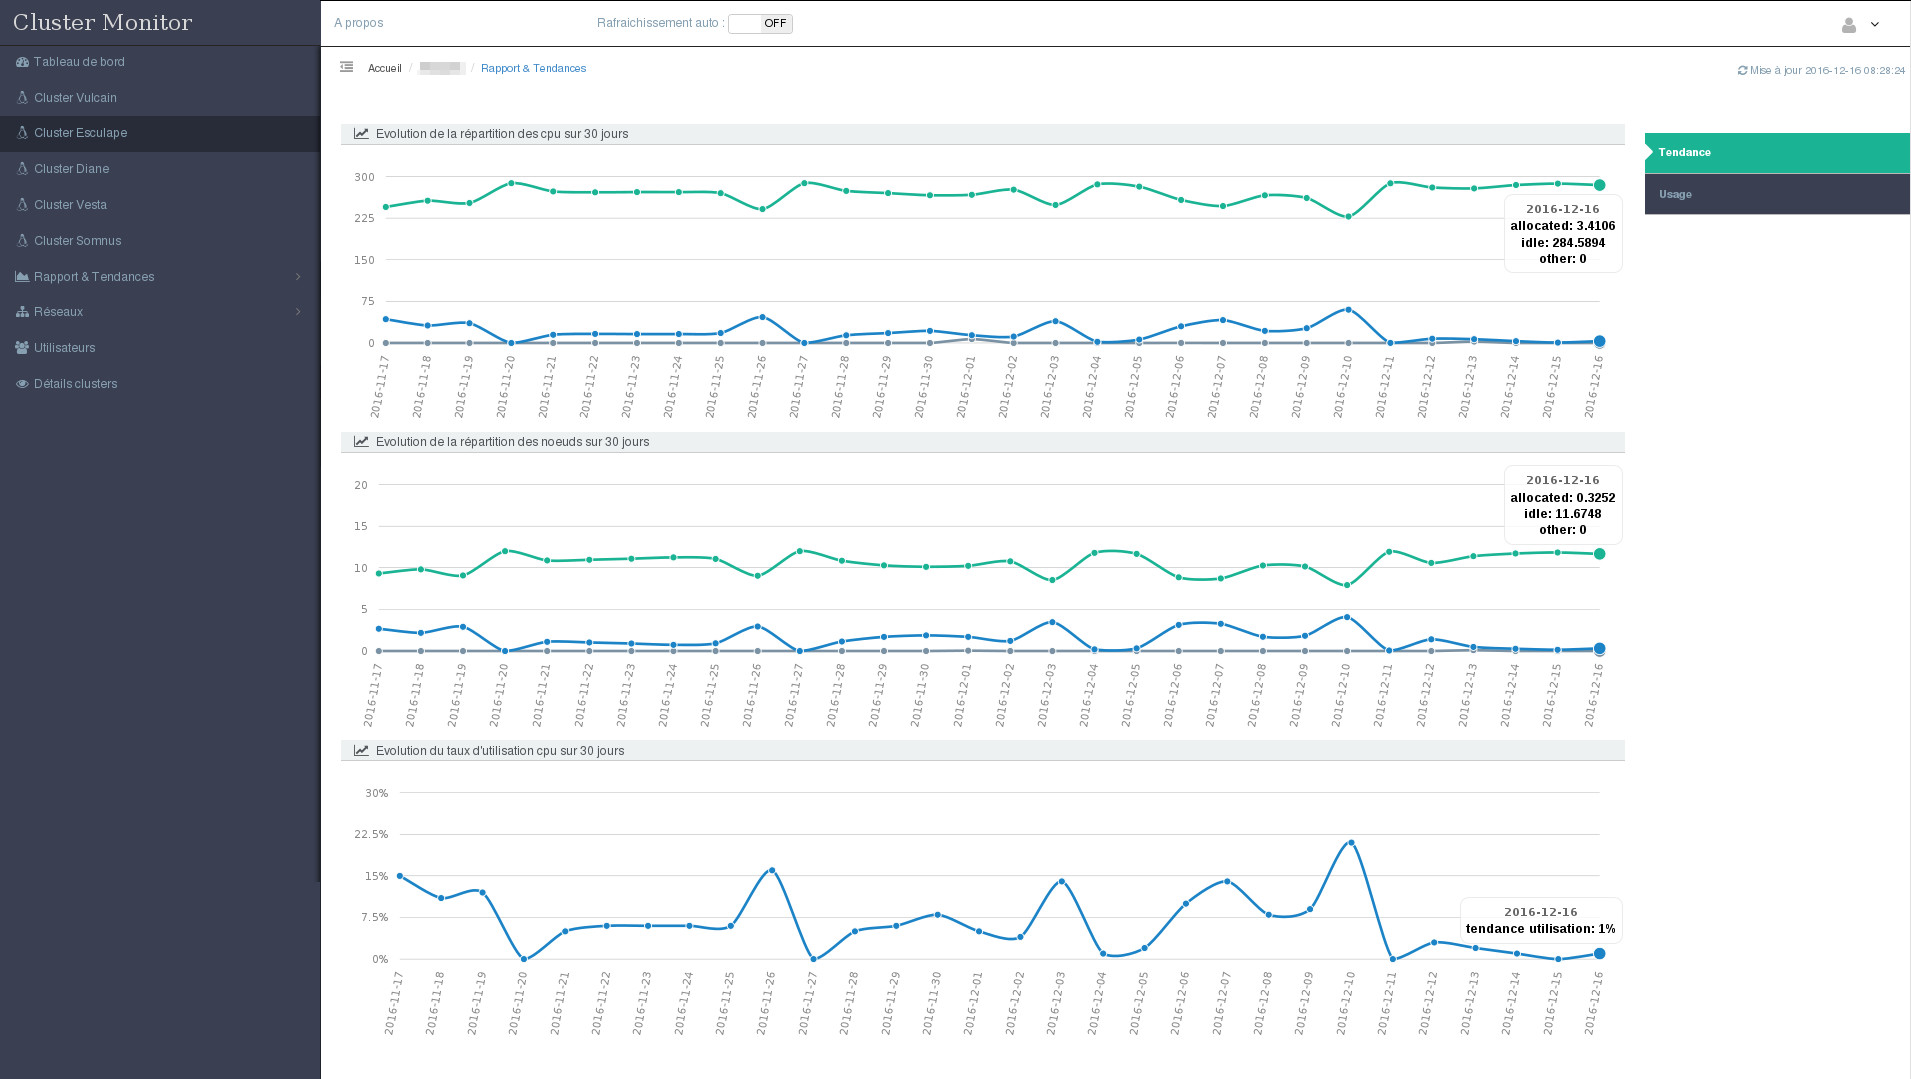 Cluster Monitor
A propos
Rafraichissement auto : OFF
Tableau de bord
Cluster Vulcain
Cluster Esculape
Cluster Diane
Cluster Vesta
Cluster Somnus
Rapport & Tendances
Réseaux
Utilisateurs
Détails clusters
Accueil / / Rapport & Tendances
Mise à jour 2016-12-16 08:28:24
Tendance
Usage
Evolution de la répartition des cpu sur 30 jours
300
225
150
75
0
2016-12-16
allocated: 3.4106
idle: 284.5894
other: 0
2016-11-17 2016-11-18 2016-11-19 2016-11-20 2016-11-21 2016-11-22 2016-11-23 2016-11-24 2016-11-25 2016-11-26 2016-11-27 2016-11-28 2016-11-29 2016-11-30 2016-12-01 2016-12-02 2016-12-03 2016-12-04 2016-12-05 2016-12-06 2016-12-07 2016-12-08 2016-12-09 2016-12-10 2016-12-11 2016-12-12 2016-12-13 2016-12-14 2016-12-15 2016-12-16
Evolution de la répartition des noeuds sur 30 jours
20
15
10
5
0
2016-12-16
allocated: 0.3252
idle: 11.6748
other: 0
2016-11-17 2016-11-18 2016-11-19 2016-11-20 2016-11-21 2016-11-22 2016-11-23 2016-11-24 2016-11-25 2016-11-26 2016-11-27 2016-11-28 2016-11-29 2016-11-30 2016-12-01 2016-12-02 2016-12-03 2016-12-04 2016-12-05 2016-12-06 2016-12-07 2016-12-08 2016-12-09 2016-12-10 2016-12-11 2016-12-12 2016-12-13 2016-12-14 2016-12-15 2016-12-16
Evolution du taux d'utilisation cpu sur 30 jours
30%
22.5%
15%
7.5%
0%
2016-12-16
tendance utilisation: 1%
2016-11-17 2016-11-18 2016-11-19 2016-11-20 2016-11-21 2016-11-22 2016-11-23 2016-11-24 2016-11-25 2016-11-26 2016-11-27 2016-11-28 2016-11-29 2016-11-30 2016-12-01 2016-12-02 2016-12-03 2016-12-04 2016-12-05 2016-12-06 2016-12-07 2016-12-08 2016-12-09 2016-12-10 2016-12-11 2016-12-12 2016-12-13 2016-12-14 2016-12-15 2016-12-16